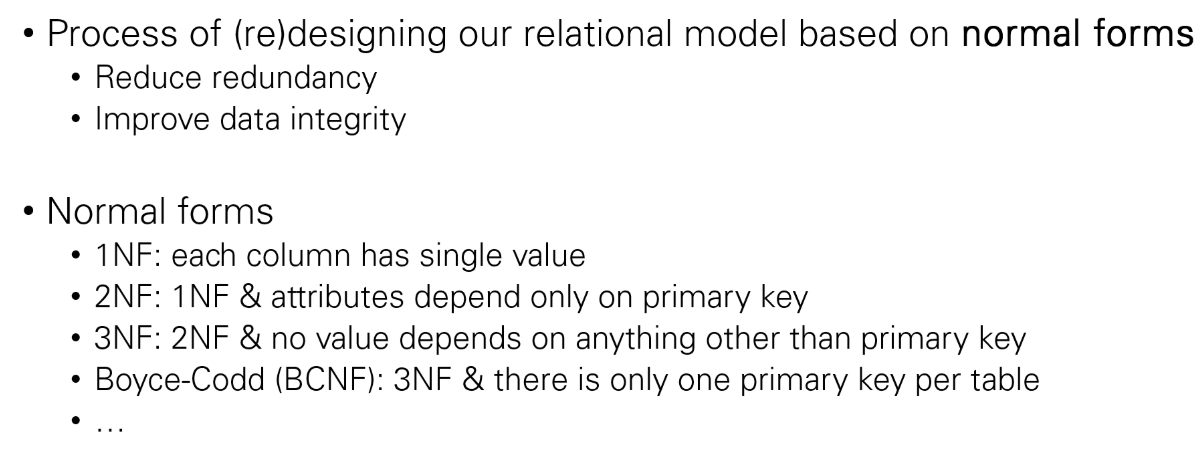 • Process of (re)designing our relational model based on normal forms
• Reduce redundancy
• Improve data integrity
• Normal forms
• 1NF: each column has single value
• 2NF: 1NF & attributes depend only on primary key
• 3NF: 2NF & no value depends on anything other than primary key
• Boyce-Codd (BCNF): 3NF & there is only one primary key per table
• …